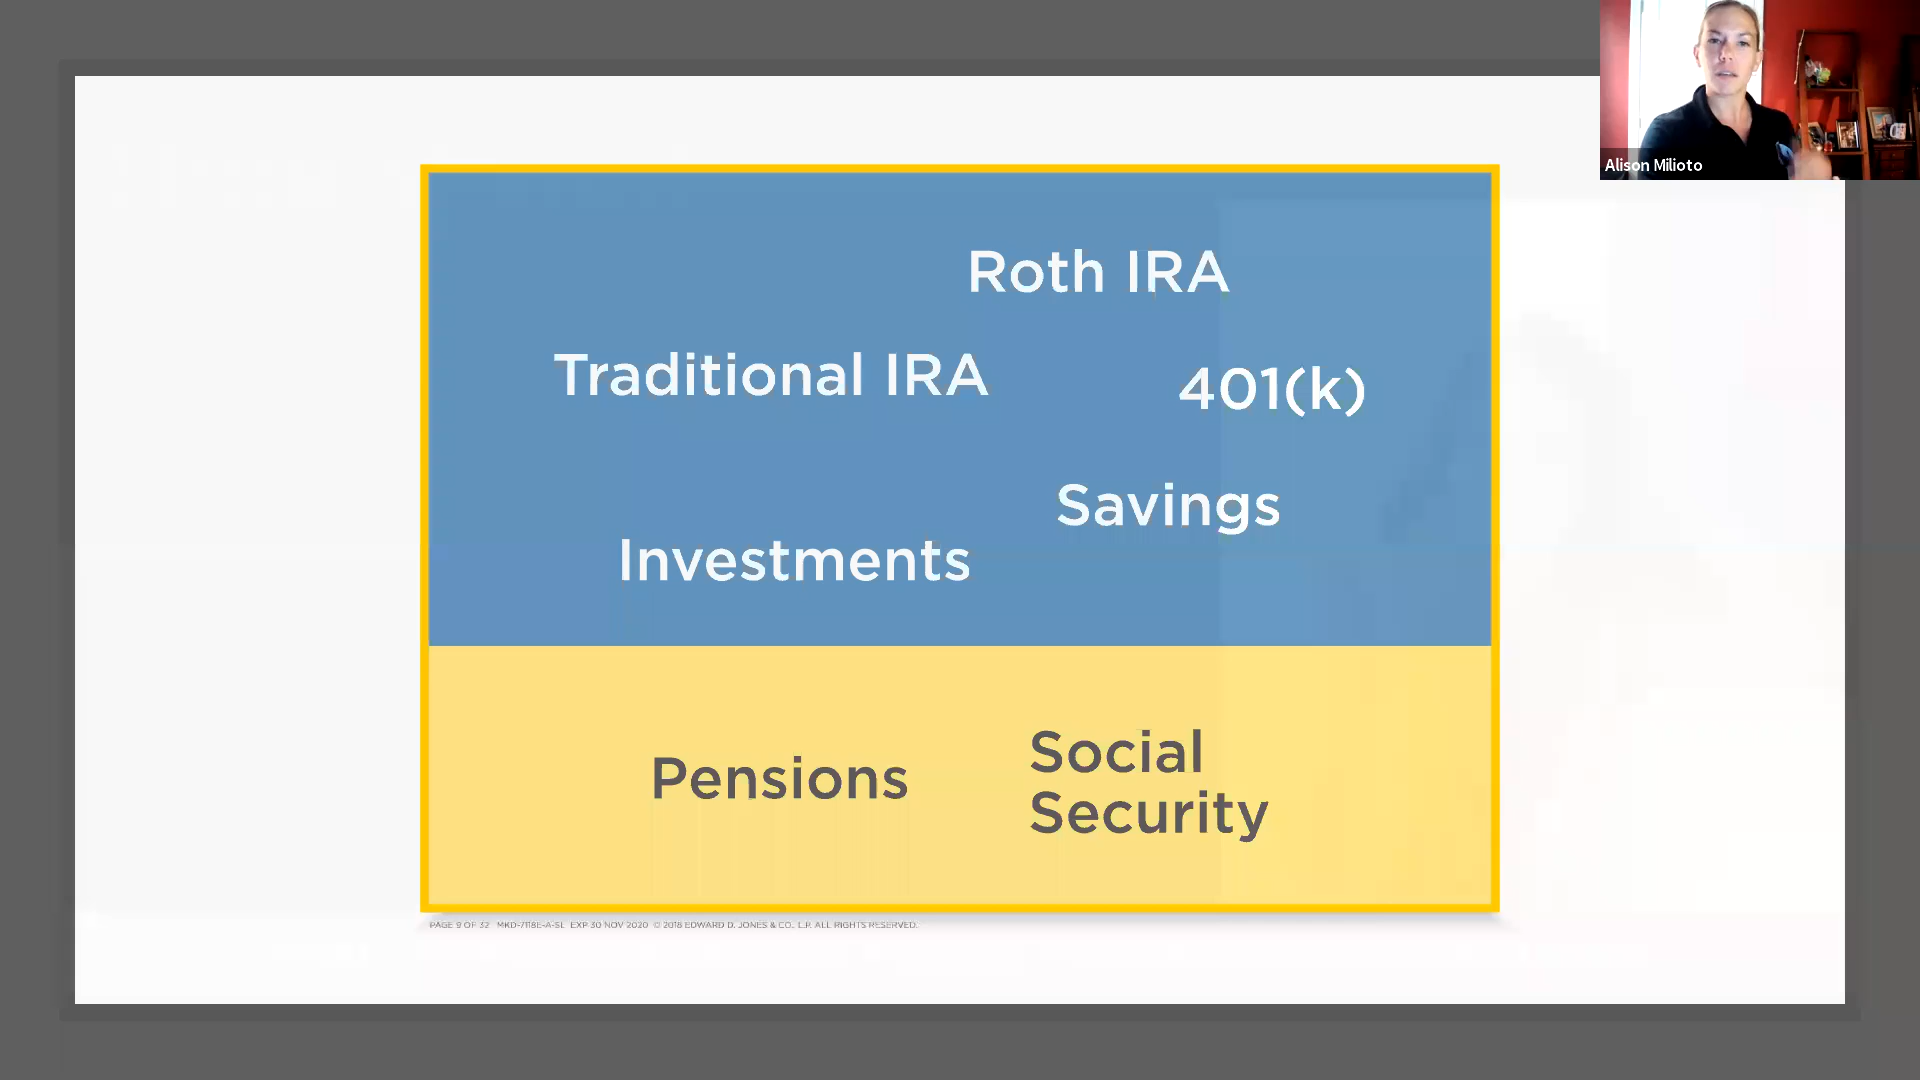 Alison Milioto
Roth IRA
Traditional IRA
401(k)
Savings
Investments
Pensions
Social
Security
PAGE 9 OF 32 MKD-7118E-A-SL EXP 30 NOV 2020 © 2018 EDWARD D. JONES & CO., L.P. ALL RIGHTS RESERVED.